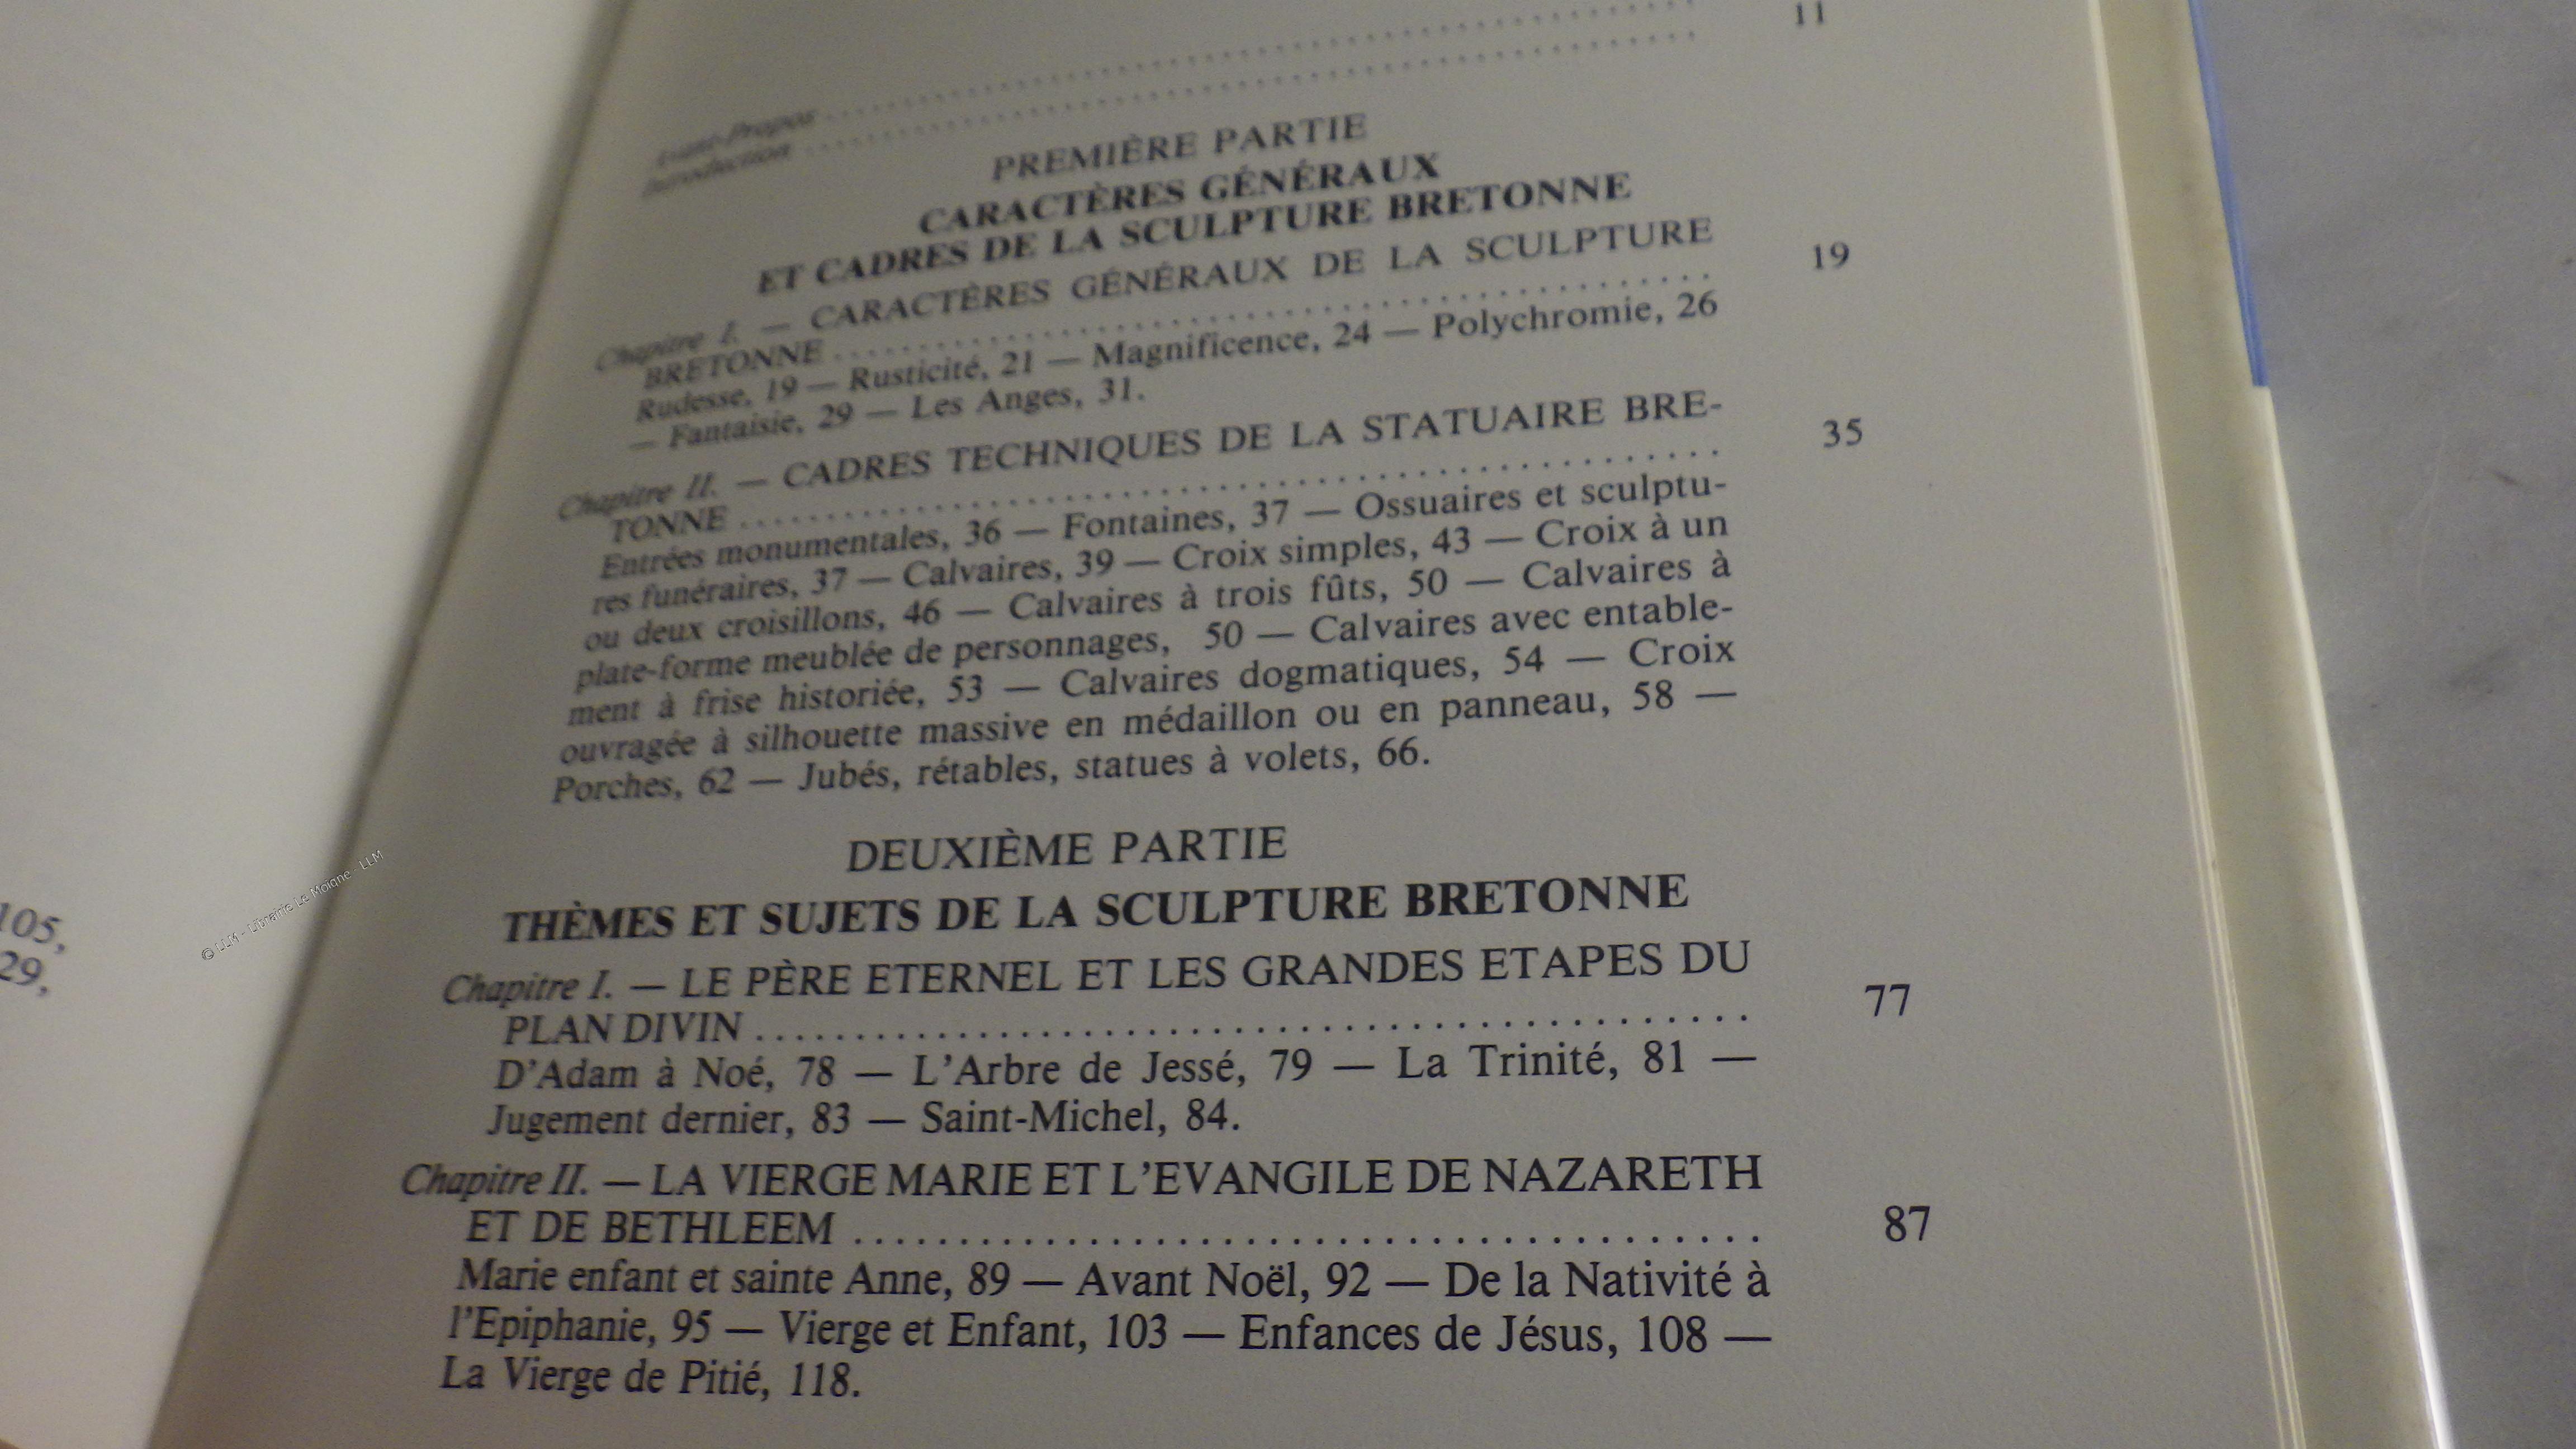 105,
29,
© LLM - Librairie Le Moigne - LLM
Avant-Propos ........................................
Introduction ........................................ 11
PREMIÈRE PARTIE
CARACTÈRES GÉNÉRAUX
ET CADRES DE LA SCULPTURE BRETONNE
Chapitre I. — CARACTÈRES GÉNÉRAUX DE LA SCULPTURE
BRETONNE ........................................ 19
Rudesse, 19 — Rusticité, 21 — Magnificence, 24 — Polychromie, 26
— Fantaisie, 29 — Les Anges, 31.
Chapitre II. — CADRES TECHNIQUES DE LA STATUAIRE BRE-
TONNE ........................................ 35
Entrées monumentales, 36 — Fontaines, 37 — Ossuaires et sculptu-
res funéraires, 37 — Calvaires, 39 — Croix simples, 43 — Croix à un
ou deux croisillons, 46 — Calvaires à trois fûts, 50 — Calvaires à
plate-forme meublée de personnages, 50 — Calvaires avec entable-
ment à frise historiée, 53 — Calvaires dogmatiques, 54 — Croix
ouvragée à silhouette massive en médaillon ou en panneau, 58 —
Porches, 62 — Jubés, rétables, statues à volets, 66.
DEUXIÈME PARTIE
THÈMES ET SUJETS DE LA SCULPTURE BRETONNE
Chapitre I. — LE PÈRE ETERNEL ET LES GRANDES ETAPES DU
PLAN DIVIN ........................................ 77
D'Adam à Noé, 78 — L'Arbre de Jessé, 79 — La Trinité, 81 —
Jugement dernier, 83 — Saint-Michel, 84.
Chapitre II. — LA VIERGE MARIE ET L'EVANGILE DE NAZARETH
ET DE BETHLEEM ........................................ 87
Marie enfant et sainte Anne, 89 — Avant Noël, 92 — De la Nativité à
l'Epiphanie, 95 — Vierge et Enfant, 103 — Enfances de Jésus, 108 —
La Vierge de Pitié, 118.